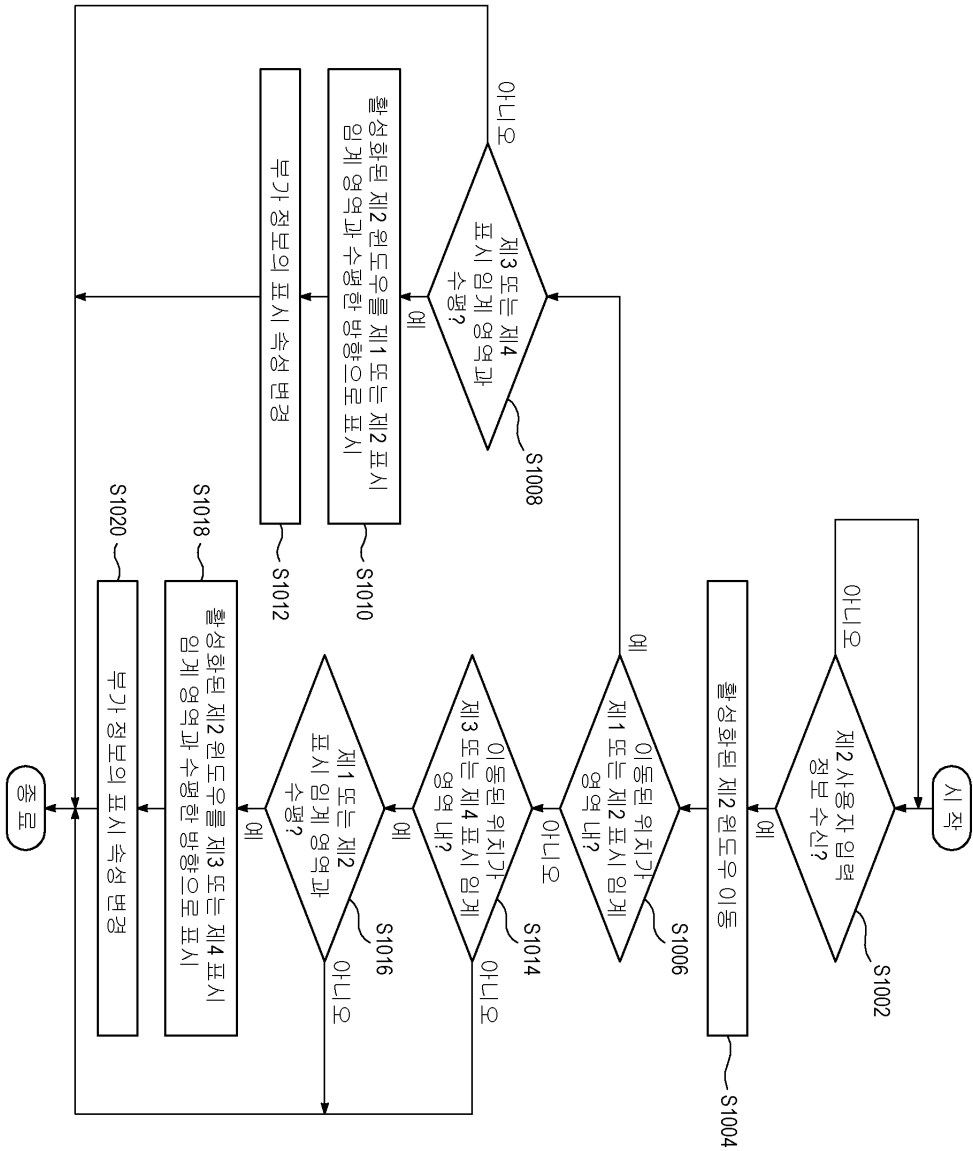 시 작
제2 사용자 입력
정보 수신?
S1002
아니오
예
활성화된 제2 윈도우 이동
S1004
이동된 위치가
제1 또는 제2 표시 임계
영역 내?
S1006
예
아니오
제3 또는 제4
표시 임계 영역과
수평?
S1008
아니오
예
활성화된 제2 윈도우를 제1 또는 제2 표시
임계 영역과 수평한 방향으로 표시
S1010
부가 정보의 표시 속성 변경
S1012
이동된 위치가
제3 또는 제4 표시 임계
영역 내?
S1014
아니오
예
제1 또는 제2
표시 임계 영역과
수평?
S1016
아니오
예
활성화된 제2 윈도우을 제3 또는 제4 표시
임계 영역과 수평한 방향으로 표시
S1018
부가 정보의 표시 속성 변경
S1020
종 료